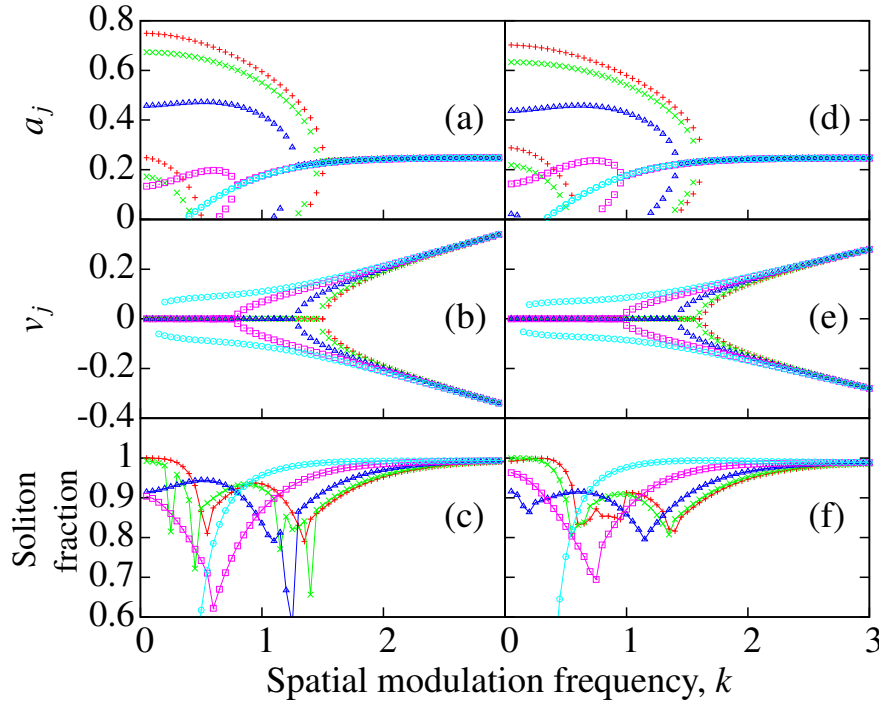 0.8
0.6
0.4
0.2
0
a_j
(a)
(d)
0.2
0
-0.2
-0.4
v_j
(b)
(e)
1
0.9
0.8
0.7
0.6
Soliton
fraction
(c)
(f)
0 1 2 0 1 2 3
Spatial modulation frequency, k